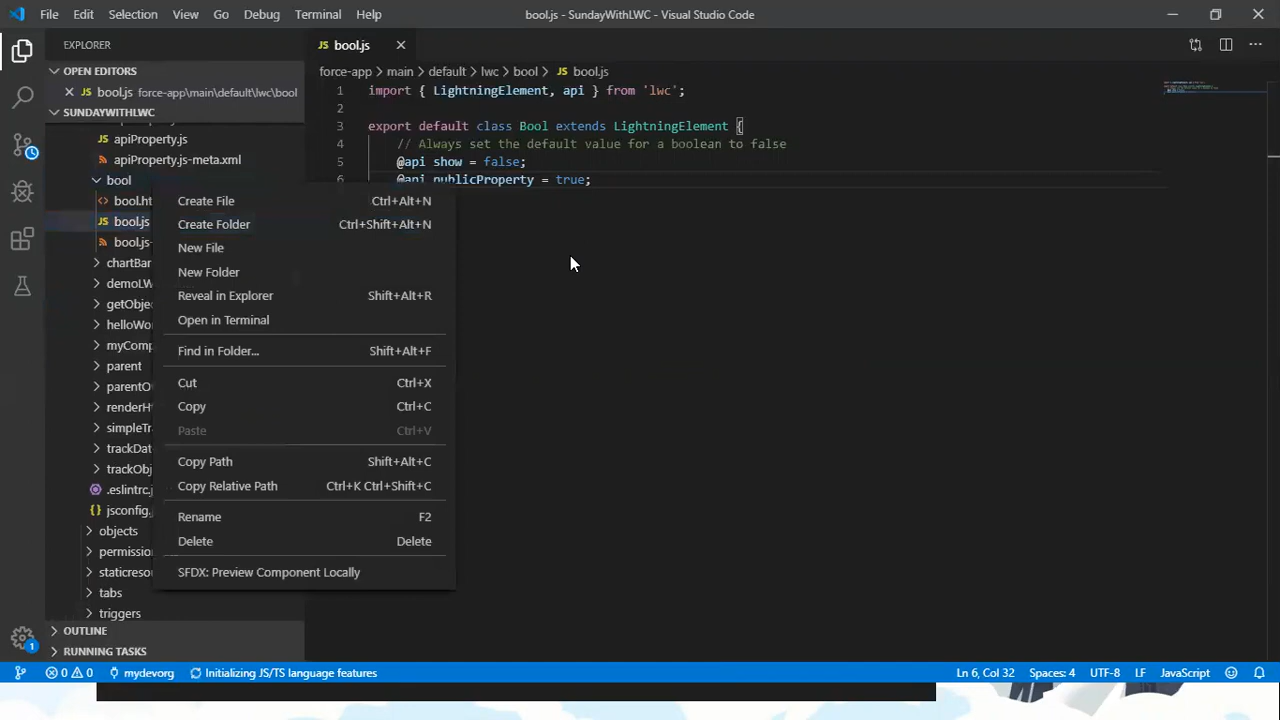 File Edit Selection View Go Debug Terminal Help bool.js - SundayWithLWC - Visual Studio Code
EXPLORER
JS bool.js
OPEN EDITORS
JS bool.js force-app\main\default\lwc\bool
SUNDAYWITHLWC
apiProperty.js
apiProperty.js-meta.xml
bool
bool.ht
JS bool.js
bool.js-
chartBar
demoLW
getObje
helloWo
myComp
parent
parentO
renderH
simpleTra
trackDat
trackObj
.eslintrc.j
{} jsconfig.
objects
permissio
staticresou
tabs
triggers
OUTLINE
RUNNING TASKS
force-app > main > default > lwc > bool > JS bool.js
1 import { LightningElement, api } from 'lwc';
2
3 export default class Bool extends LightningElement {
4 // Always set the default value for a boolean to false
5 @api show = false;
6 @api publicProperty = true;
Create File Ctrl+Alt+N
Create Folder Ctrl+Shift+Alt+N
New File
New Folder
Reveal in Explorer Shift+Alt+R
Open in Terminal
Find in Folder... Shift+Alt+F
Cut Ctrl+X
Copy Ctrl+C
Paste Ctrl+V
Copy Path Shift+Alt+C
Copy Relative Path Ctrl+K Ctrl+Shift+C
Rename F2
Delete Delete
SFDX: Preview Component Locally
1
0 0 mydevorg Initializing JS/TS language features Ln 6, Col 32 Spaces: 4 UTF-8 LF JavaScript